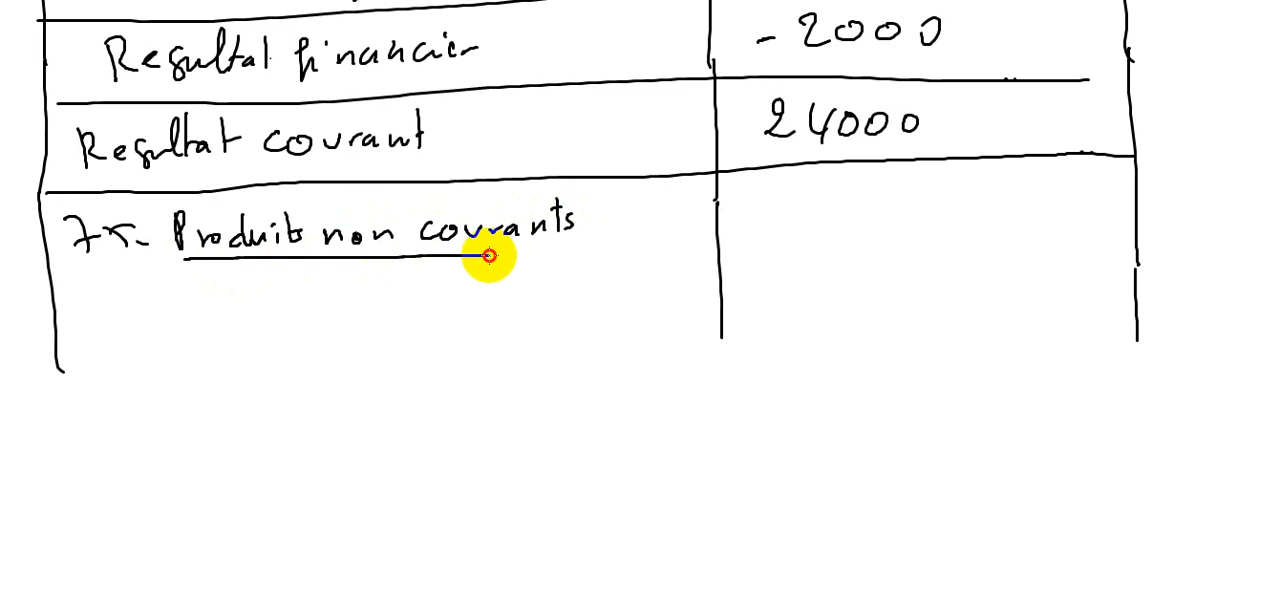 Resultat financier
- 2000
Resultat courant
24000
75- Produits non courants